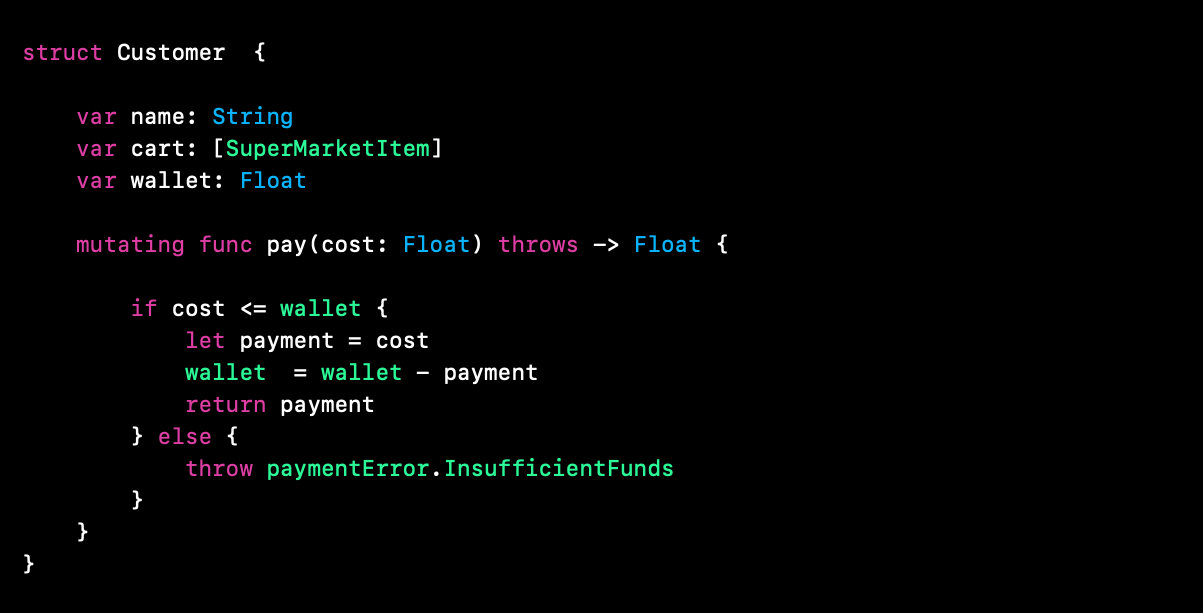 struct Customer  {
var name: String
var cart: [SuperMarketItem]
var wallet: Float
mutating func pay(cost: Float) throws -> Float {
if cost <= wallet {
let payment = cost
wallet  = wallet - payment
return payment
} else {
throw paymentError.InsufficientFunds
}
}
}